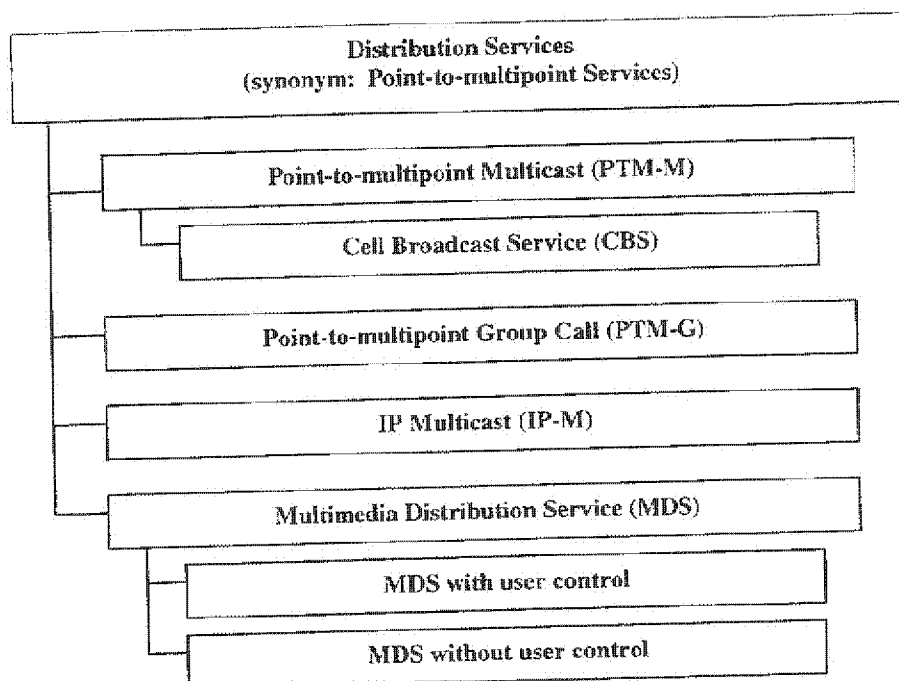 Distribution Services
(synonym: Point-to-multipoint Services)
Point-to-multipoint Multicast (PTM-M)
Cell Broadcast Service (CBS)
Point-to-multipoint Group Call (PTM-G)
IP Multicast (IP-M)
Multimedia Distribution Service (MDS)
MDS with user control
MDS without user control